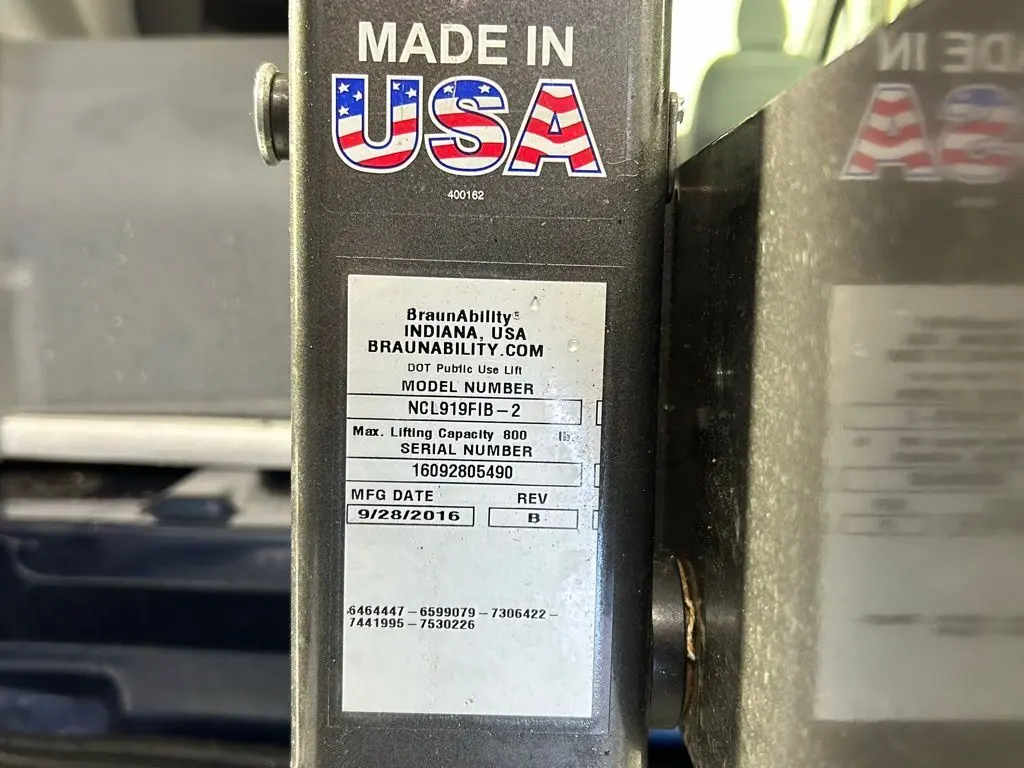 MADE IN
USA
400162
BraunAbility®
INDIANA, USA
BRAUNABILITY.COM
DOT Public Use Lift
MODEL NUMBER
NCL919FIB-2
Max. Lifting Capacity 800 lb.
SERIAL NUMBER
16092805490
MFG DATE REV
9/28/2016 B
6464447-6599079-7306422-
7441995-7530226